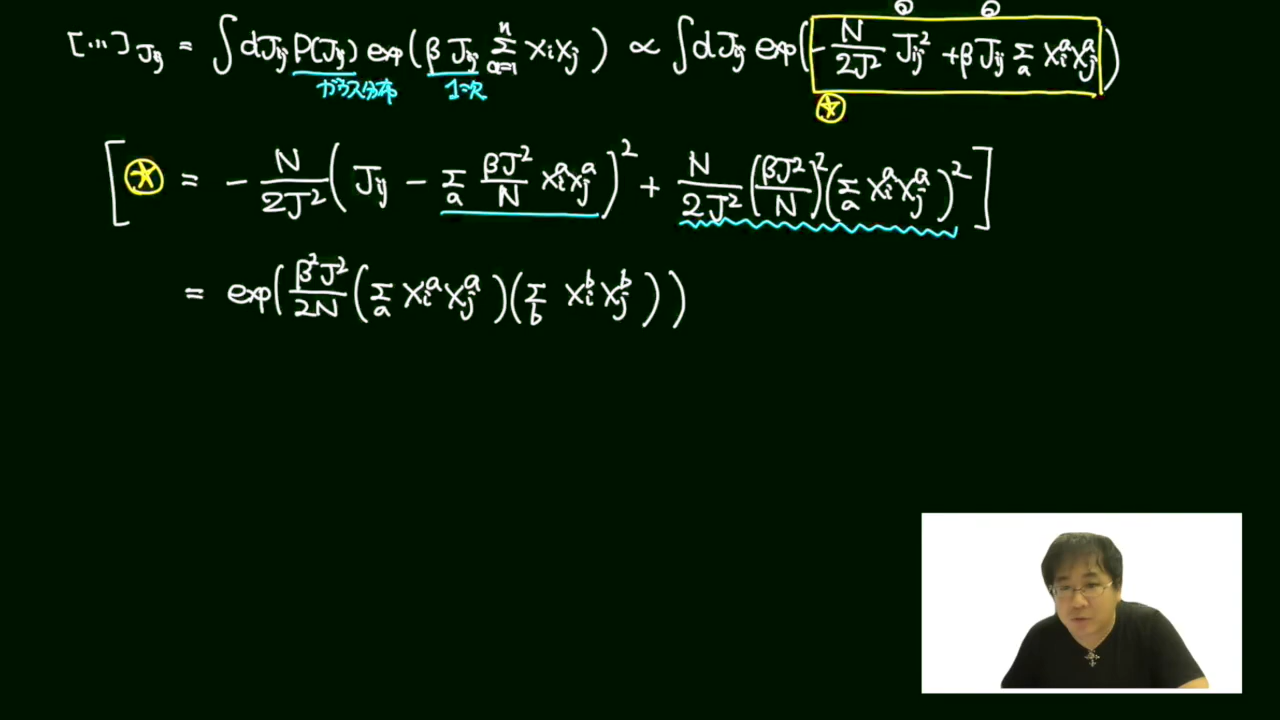 […]_{J_{ij}} = ∫dJ_{ij} P(J_{ij}) exp(β J_{ij} Σ_{a=1}^{n} x_i x_j) ∝ ∫dJ_{ij} exp(-N/2J² J_{ij}² + β J_{ij} Σ_a x_i^a x_j^a)
ガウス分布 1次
[⊛ = -N/2J² (J_{ij} - Σ_a βJ²/N x_i^a x_j^a)² + N/2J² (βJ²/N)² (Σ_a x_i^a x_j^a)²]
= exp(β²J²/2N (Σ_a x_i^a x_j^a)(Σ_b x_i^b x_j^b))